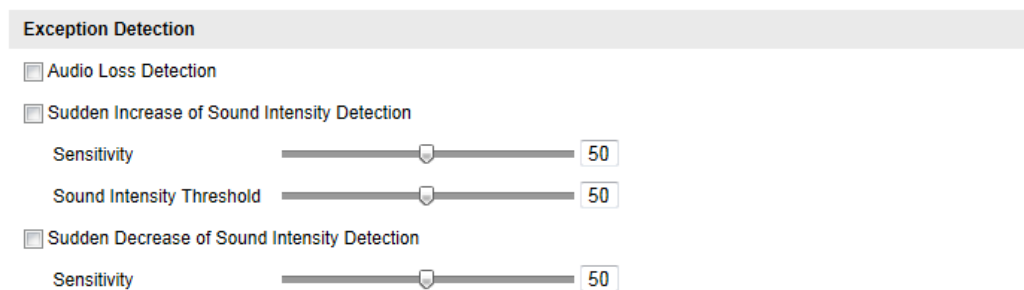 Exception Detection
Audio Loss Detection
Sudden Increase of Sound Intensity Detection
Sensitivity 50
Sound Intensity Threshold 50
Sudden Decrease of Sound Intensity Detection
Sensitivity 50